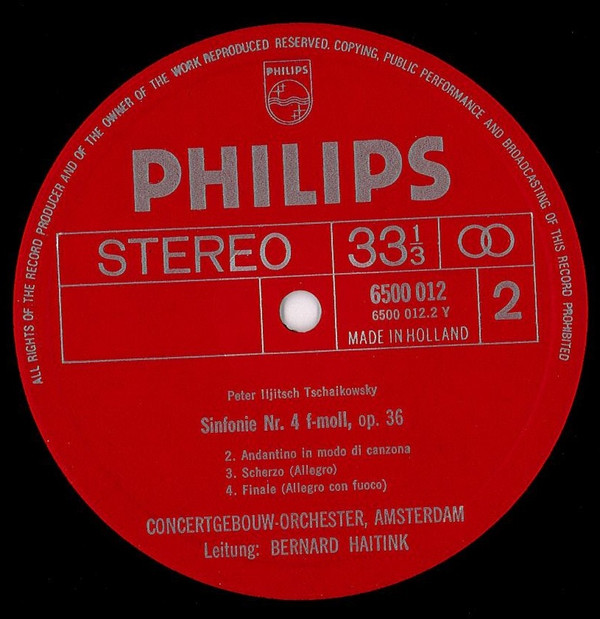 ALL RIGHTS OF THE RECORD PRODUCER AND OF THE OWNER OF THE WORK REPRODUCED RESERVED. COPYING, PUBLIC PERFORMANCE AND BROADCASTING OF THIS RECORD PROHIBITED
PHILIPS
PHILIPS
STEREO 33 1/3
6500 012
6500 012.2 Y
2
MADE IN HOLLAND
Peter Iljitsch Tschaikowsky
Sinfonie Nr. 4 f-moll, op. 36
2. Andantino in modo di canzona
3. Scherzo (Allegro)
4. Finale (Allegro con fuoco)
CONCERTGEBOUW-ORCHESTER, AMSTERDAM
Leitung: BERNARD HAITINK